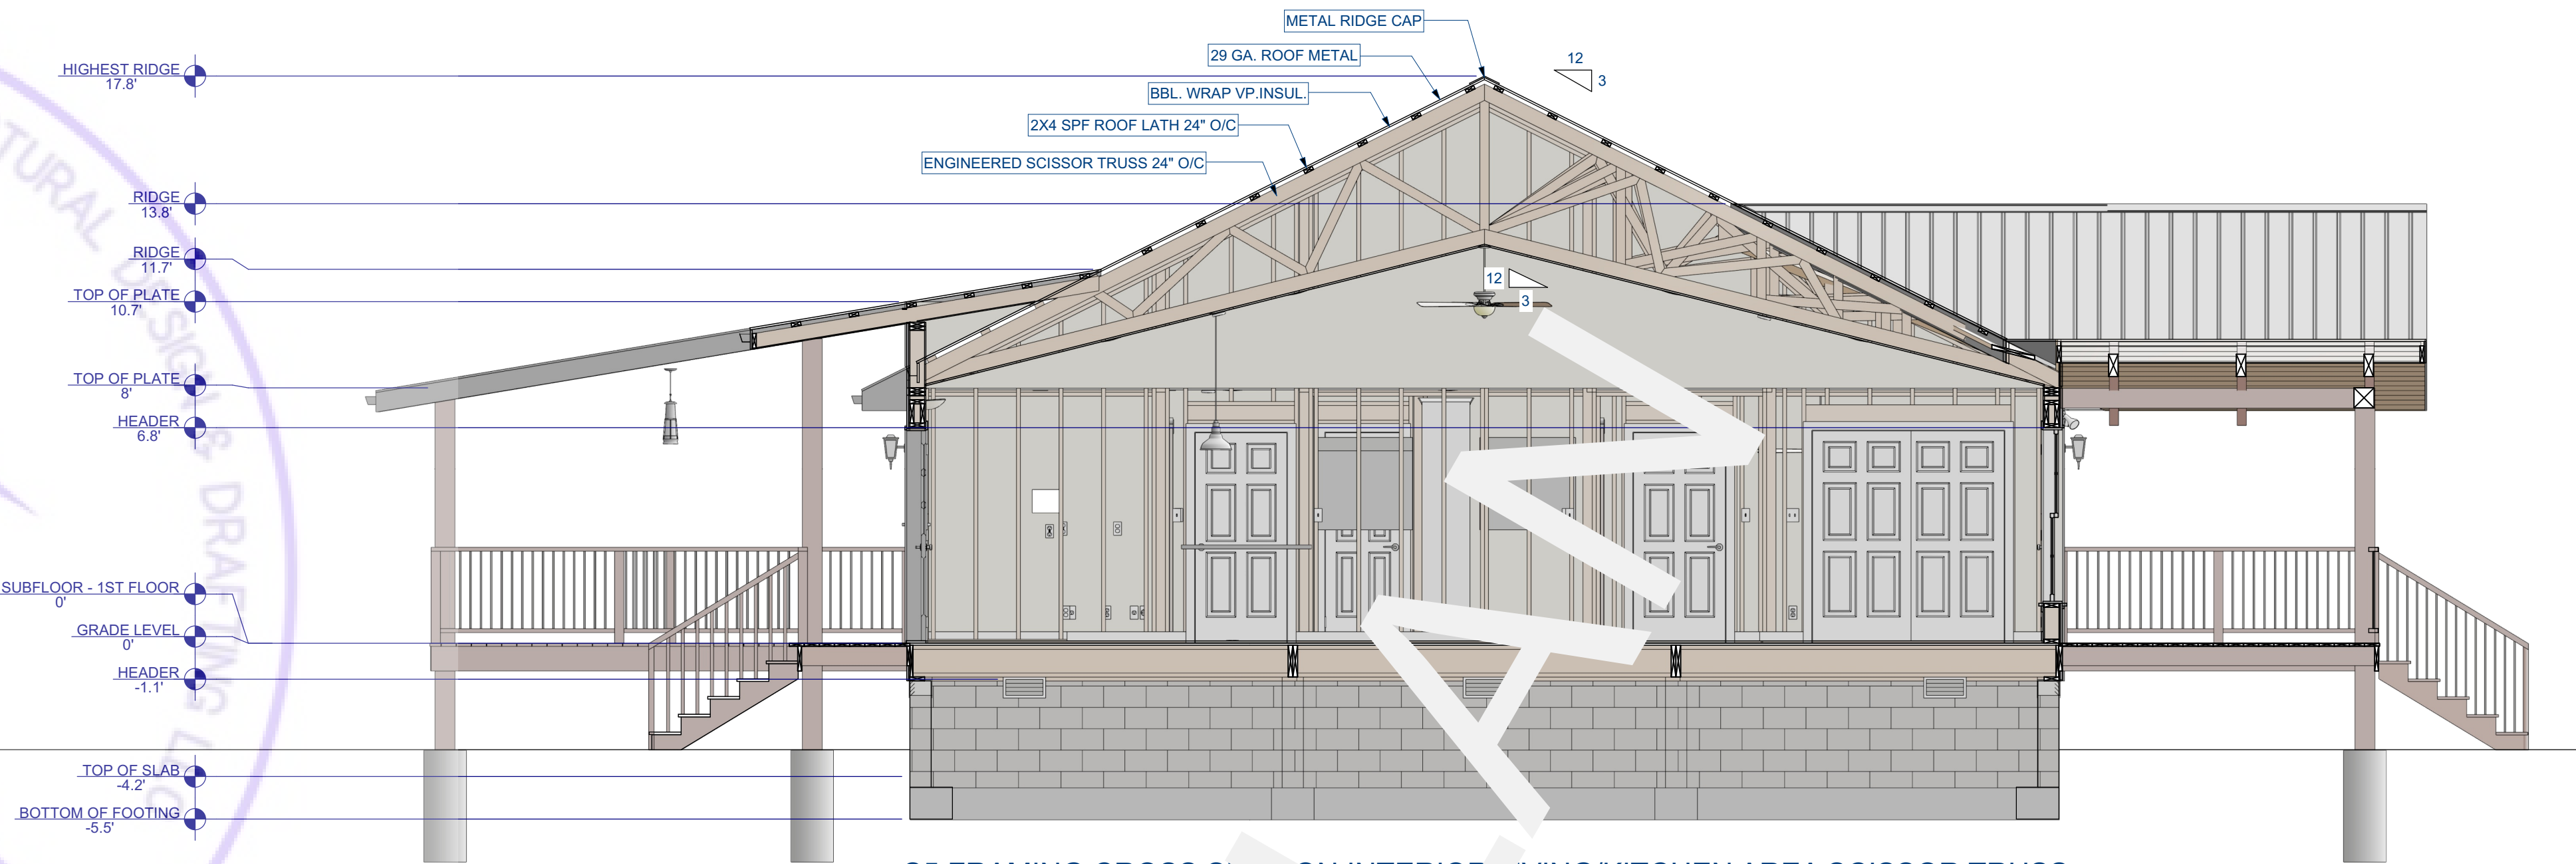 METAL RIDGE CAP
29 GA. ROOF METAL
BBL. WRAP VP.INSUL.
2X4 SPF ROOF LATH 24" O/C
ENGINEERED SCISSOR TRUSS 24" O/C
12
3
12
3
HIGHEST RIDGE
17.8'
RIDGE
13.8'
RIDGE
11.7'
TOP OF PLATE
10.7'
TOP OF PLATE
8'
HEADER
6.8'
SUBFLOOR - 1ST FLOOR
0'
GRADE LEVEL
0'
HEADER
-1.1'
TOP OF SLAB
-4.2'
BOTTOM OF FOOTING
-5.5'
& DRAFTING LLC